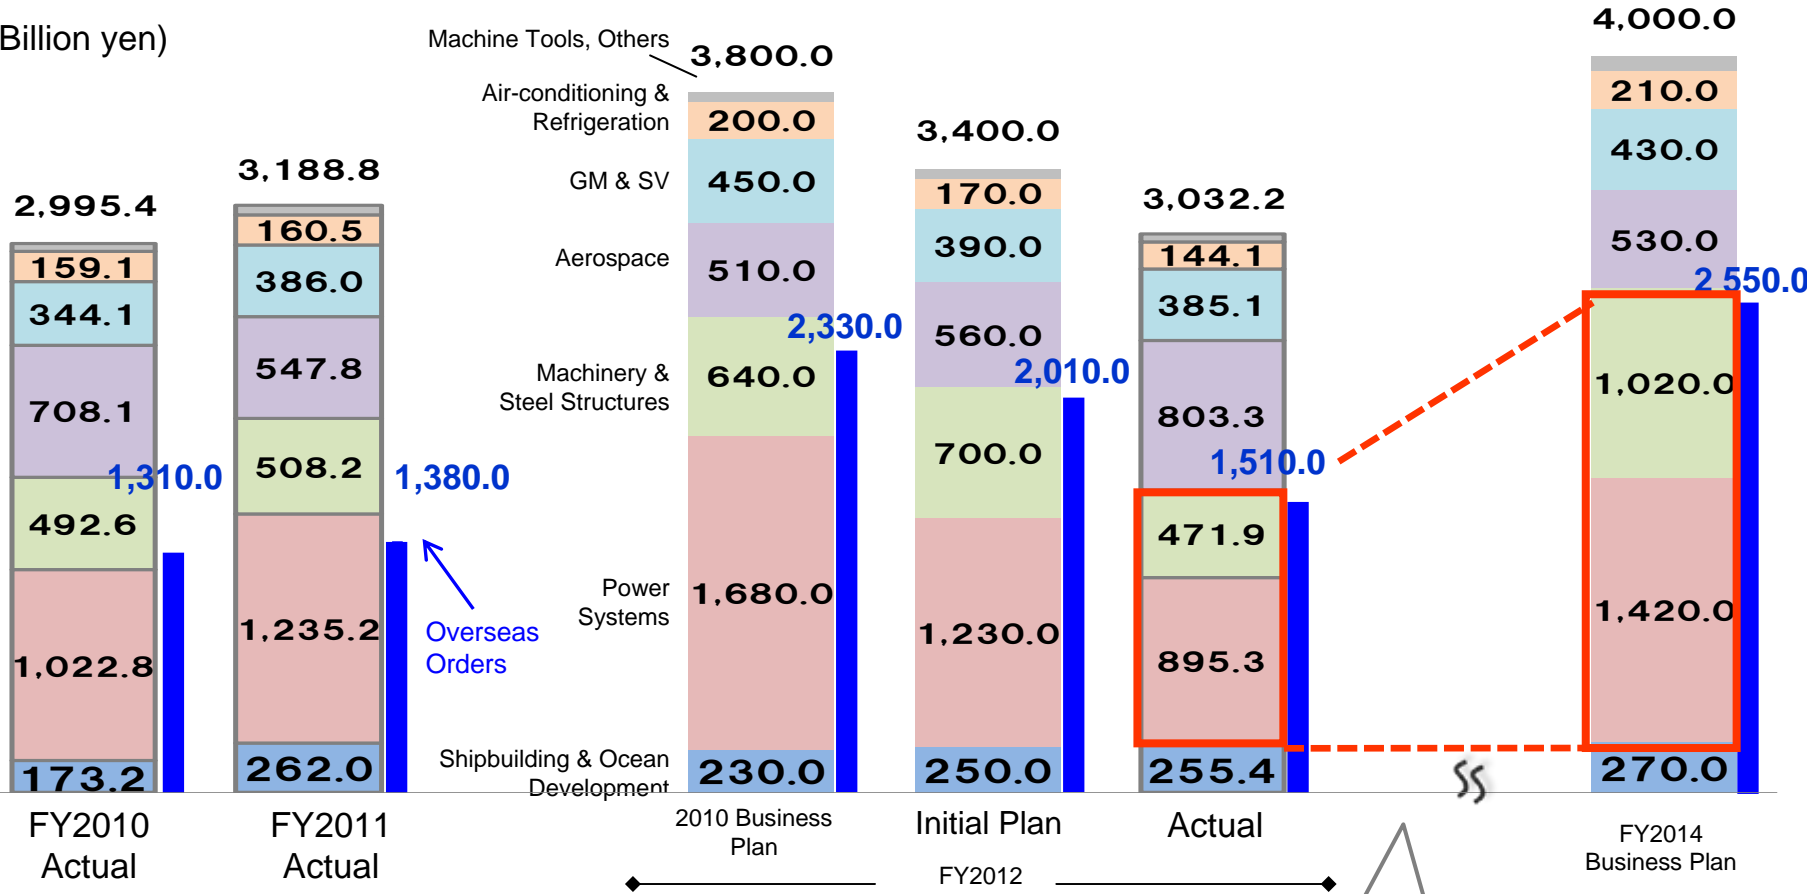 Billion yen)
Machine Tools, Others
Air-conditioning &
Refrigeration
GM & SV
Aerospace
Machinery &
Steel Structures
Power
Systems
Shipbuilding & Ocean
Development
2,995.4
159.1
344.1
708.1
492.6
1,022.8
173.2
1,310.0
FY2010
Actual
3,188.8
160.5
386.0
547.8
508.2
1,235.2
262.0
1,380.0
Overseas
Orders
FY2011
Actual
3,800.0
200.0
450.0
510.0
640.0
1,680.0
230.0
2,330.0
2010 Business
Plan
3,400.0
170.0
390.0
560.0
700.0
1,230.0
250.0
2,010.0
Initial Plan
3,032.2
144.1
385.1
803.3
471.9
895.3
255.4
1,510.0
Actual
FY2012
4,000.0
210.0
430.0
530.0
1,020.0
1,420.0
270.0
2 550.0
FY2014
Business Plan